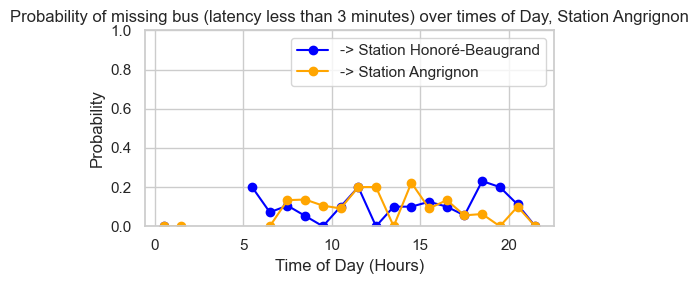 Probability of missing bus (latency less than 3 minutes) over times of Day, Station Angrignon
-> Station Honoré-Beaugrand
-> Station Angrignon
Probability
1.0
0.8
0.6
0.4
0.2
0.0
0
5
10
15
20
Time of Day (Hours)